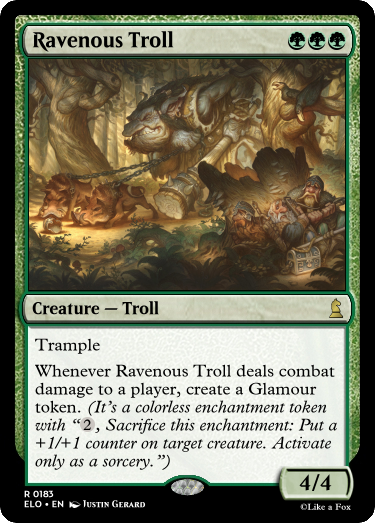 Ravenous Troll
Creature — Troll
Trample
Whenever Ravenous Troll deals combat
damage to a player, create a Glamour
token. (It's a colorless enchantment token
with “2, Sacrifice this enchantment: Put a
+1/+1 counter on target creature. Activate
only as a sorcery.”)
4/4
R 0183
ELO • EN Justin Gerard
©Like a Fox